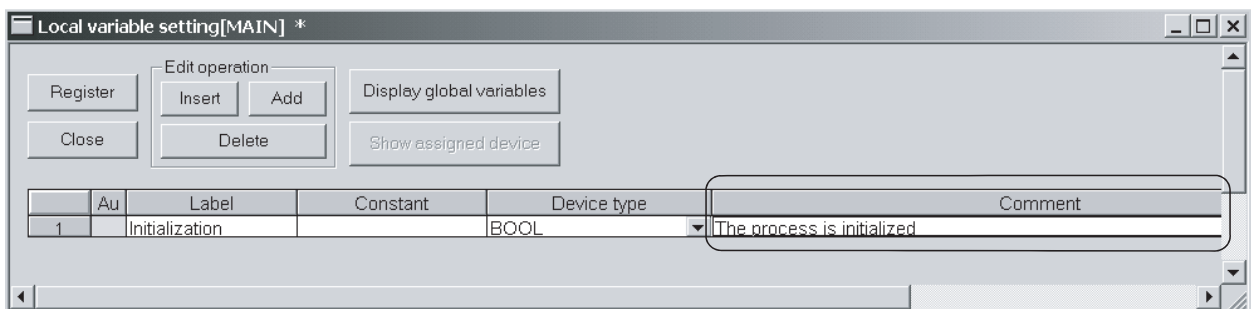 Local variable setting[MAIN] *
Edit operation
Register
Insert
Add
Display global variables
Close
Delete
Show assigned device
Au Label Constant Device type Comment
1 Initialization BOOL The process is initialized